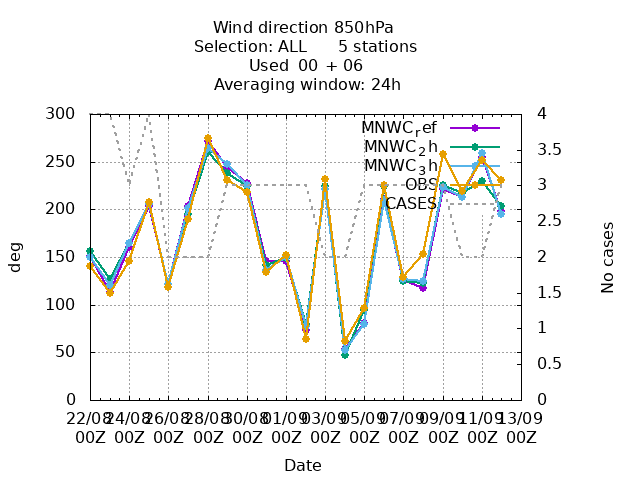 Wind direction 850hPa
Selection: ALL 5 stations
Used 00 + 06
Averaging window: 24h
300
250
200
150
100
50
0
deg
4
3.5
3
2.5
2
1.5
1
0.5
0
No cases
MNWCref
MNWC2h
MNWC3h
OBS
CASES
22/08 24/08 26/08 28/08 30/08 01/09 03/09 05/09 07/09 09/09 11/09 13/09
00Z 00Z 00Z 00Z 00Z 00Z 00Z 00Z 00Z 00Z 00Z 00Z
Date